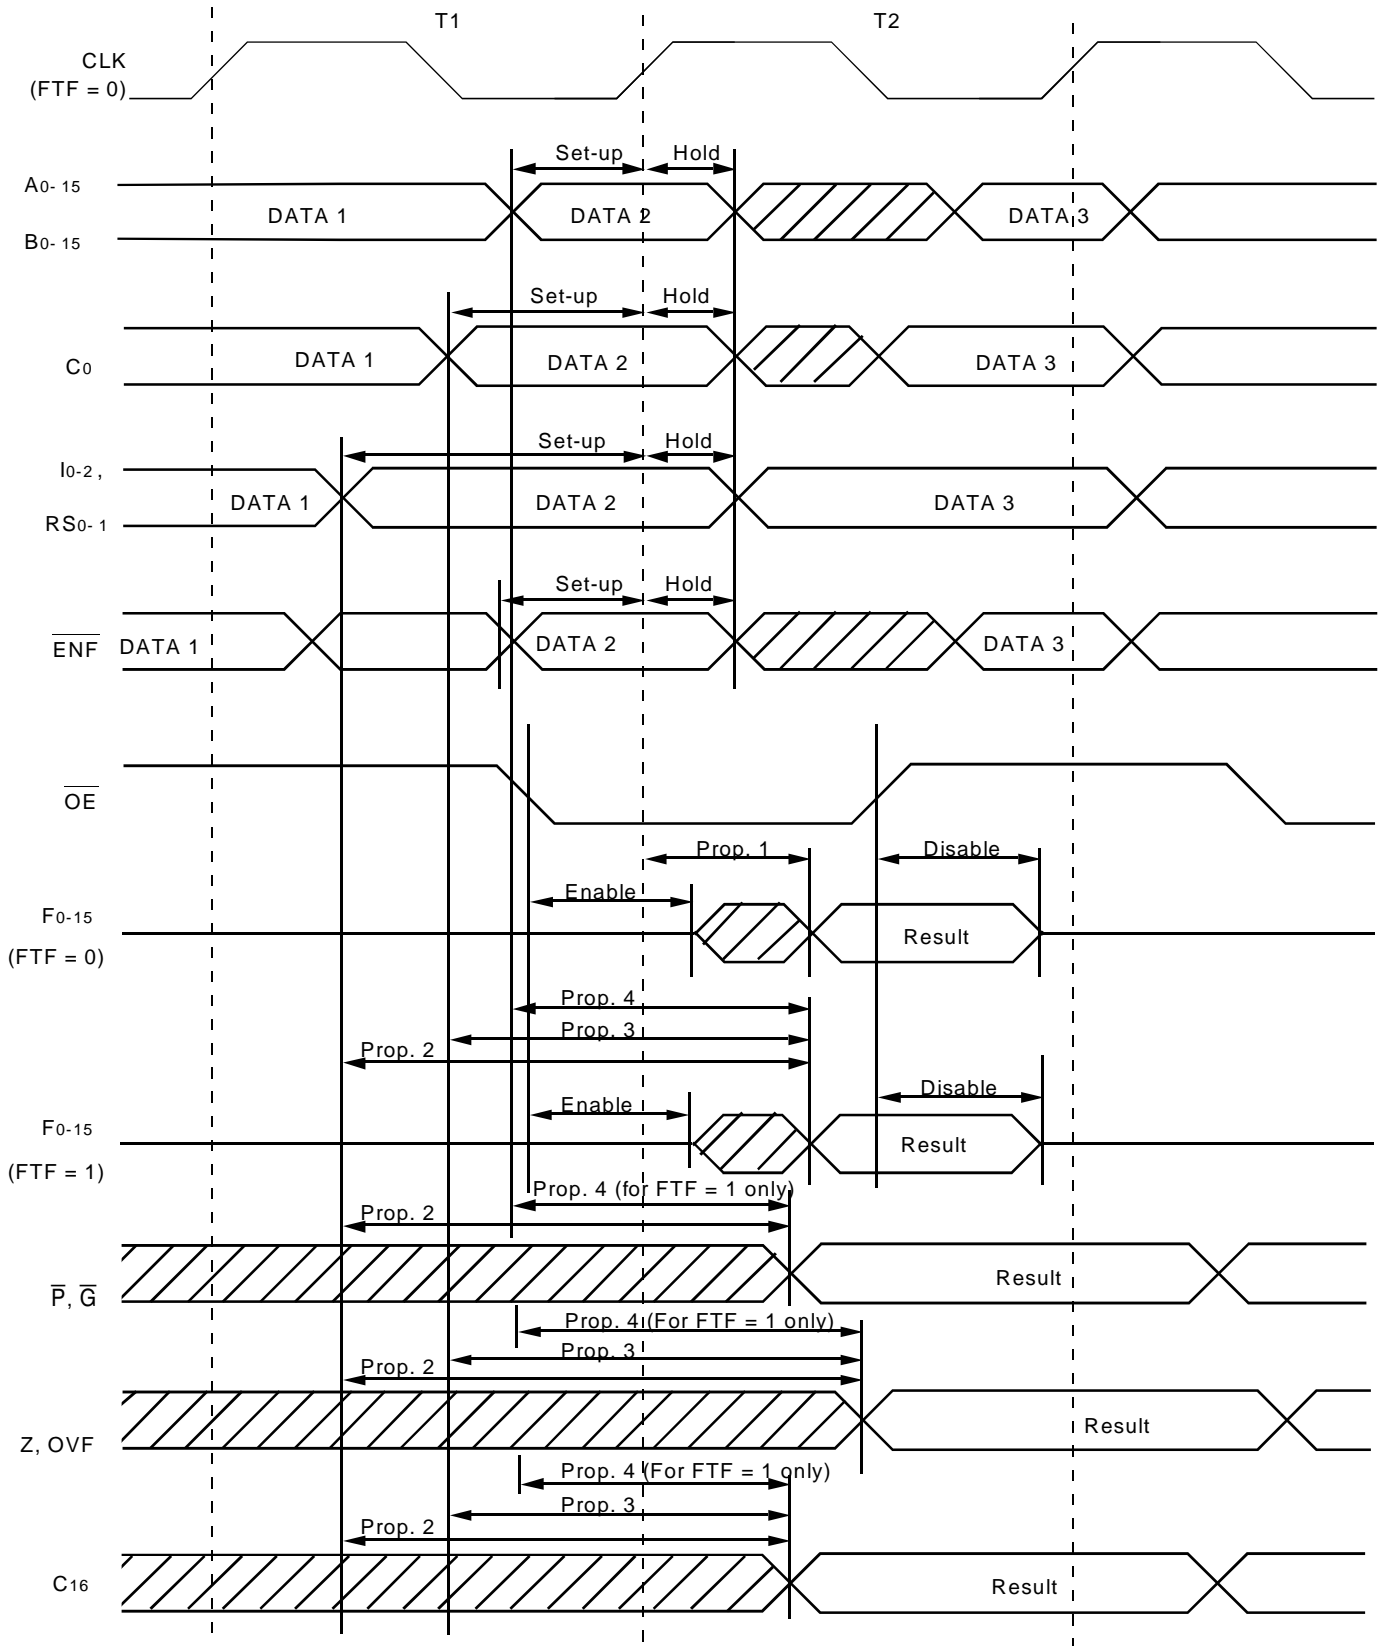 T1 T2
CLK
(FTF = 0)
Set-up Hold
A0-15
DATA 1 DATA 2 DATA 3
B0-15
Set-up Hold
DATA 1 DATA 2 DATA 3
C0
Set-up Hold
I0-2 ,
DATA 1 DATA 2 DATA 3
RS0-1
Set-up Hold
ENF DATA 1 DATA 2 DATA 3
OE
Prop. 1 Disable
Enable
F0-15
Result
(FTF = 0)
Prop. 4
Prop. 3
Prop. 2
Disable
Enable
F0-15
Result
(FTF = 1)
Prop. 4 (for FTF = 1 only)
Prop. 2
P, G Result
Prop. 4 (For FTF = 1 only)
Prop. 3
Prop. 2
Z, OVF Result
Prop. 4 (For FTF = 1 only)
Prop. 3
Prop. 2
C16 Result